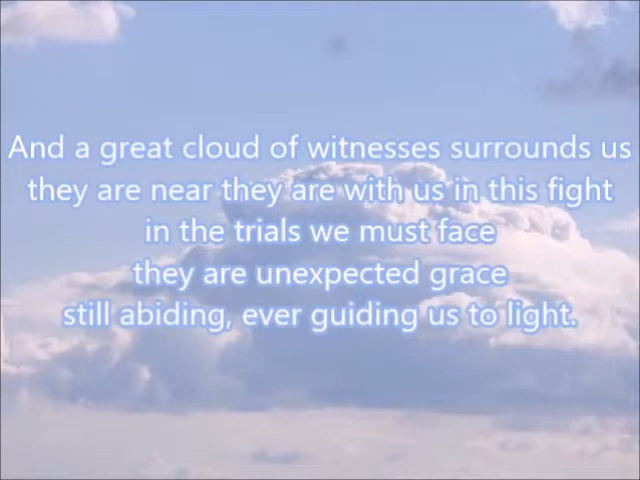 And a great cloud of witnesses surrounds us
they are near they are with us in this fight
in the trials we must face
they are unexpected grace
still abiding, ever guiding us to light.